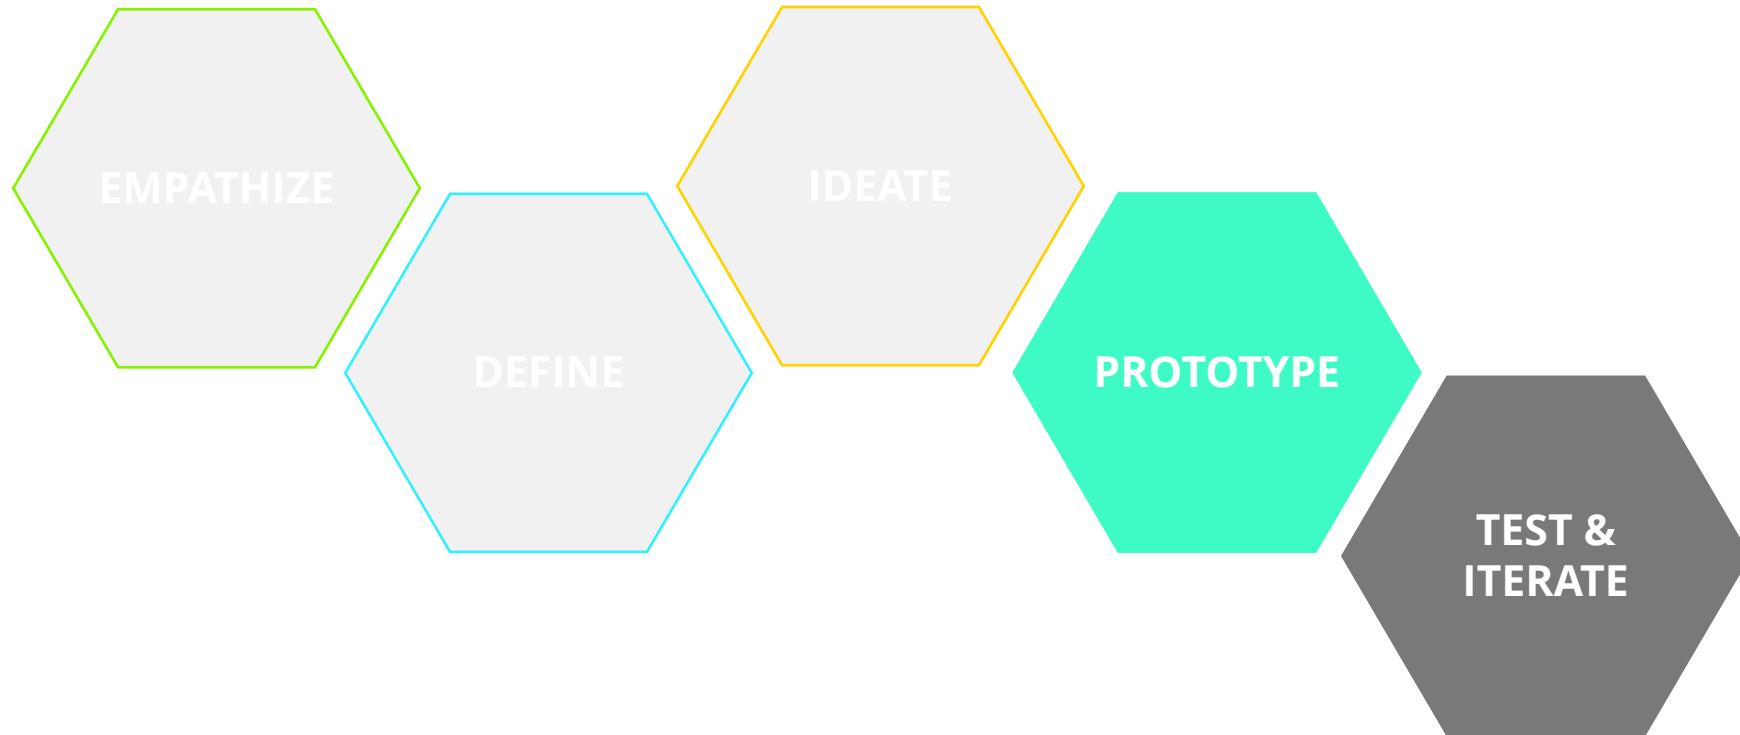 EMPATHIZE
DEFINE
IDEATE
PROTOTYPE
TEST &
ITERATE